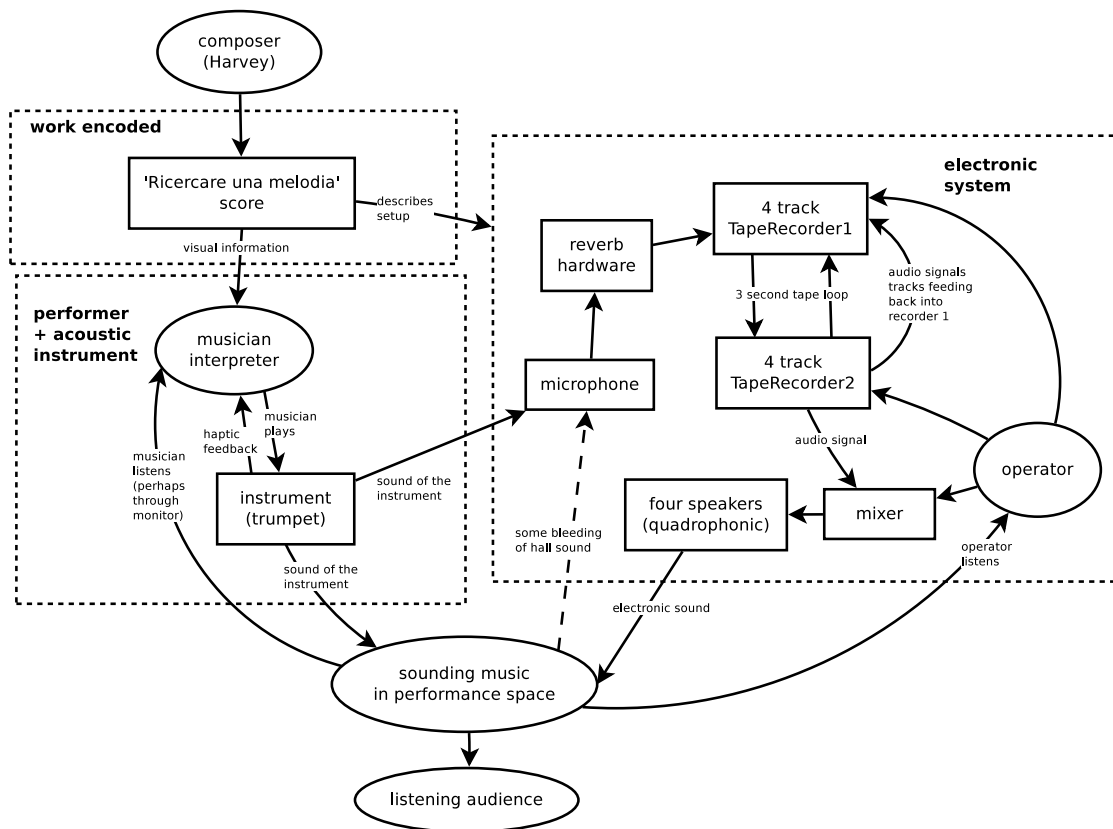 composer
(Harvey)
work encoded
'Ricercare una melodia'
score
describes
setup
visual information
electronic
system
4 track
TapeRecorder1
reverb
hardware
3 second tape loop
audio signals
tracks feeding
back into
recorder 1
performer
+ acoustic
instrument
musician
interpreter
4 track
TapeRecorder2
microphone
musician
plays
haptic
feedback
musician
listens
(perhaps
through
monitor)
audio signal
operator
sound of the
instrument
instrument
(trumpet)
four speakers
(quadrophonic)
mixer
some bleeding
of hall sound
operator
listens
sound of the
instrument
electronic sound
sounding music
in performance space
listening audience